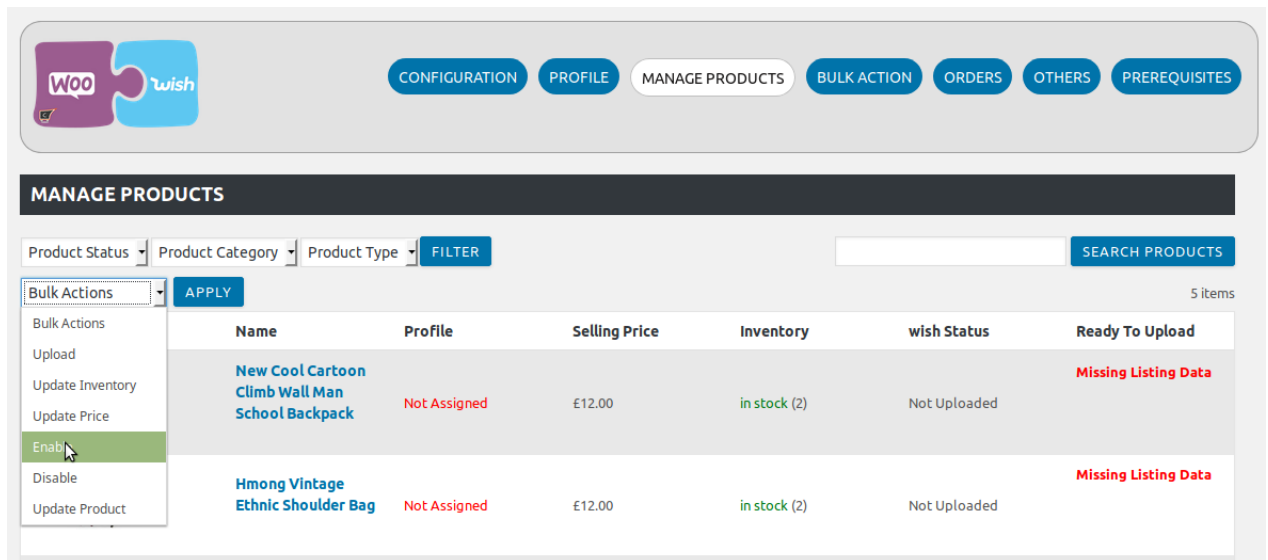 WOO
wish
CONFIGURATION
PROFILE
MANAGE PRODUCTS
BULK ACTION
ORDERS
OTHERS
PREREQUISITES
MANAGE PRODUCTS
Product Status
Product Category
Product Type
FILTER
SEARCH PRODUCTS
Bulk Actions
APPLY
5 items
Bulk Actions
Upload
Update Inventory
Update Price
Enab
Disable
Update Product
Name
Profile
Selling Price
Inventory
wish Status
Ready To Upload
New Cool Cartoon
Climb Wall Man
School Backpack
Not Assigned
£12.00
in stock (2)
Not Uploaded
Missing Listing Data
Hmong Vintage
Ethnic Shoulder Bag
Not Assigned
£12.00
in stock (2)
Not Uploaded
Missing Listing Data